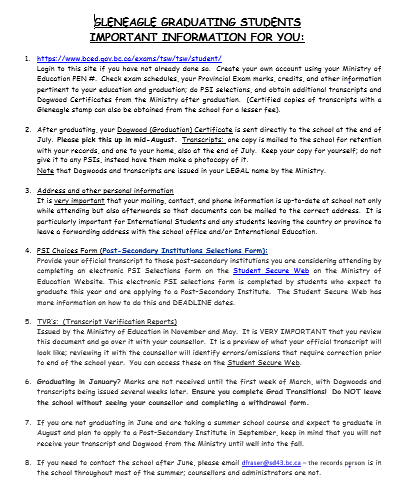 GLENEAGLE GRADUATING STUDENTS
IMPORTANT INFORMATION FOR YOU:
1. https://www.bced.gov.bc.ca/exams/tsw/tsw/student/
Login to this site if you have not already done so. Create your own account using your Ministry of
Education PEN #. Check exam schedules, your Provincial Exam marks, credits, and other information
pertinent to your education and graduation; do PSI selections, and obtain additional transcripts and
Dogwood Certificates from the Ministry after graduation. (Certified copies of transcripts with a
Gleneagle stamp can also be obtained from the school for a lesser fee).
2. After graduating, your Dogwood (Graduation) Certificate is sent directly to the school at the end of
July. Please pick this up in mid-August. Transcripts: one copy is mailed to the school for retention
with your records, and one to your home, also at the end of July. Keep your copy for yourself; do not
give it to any PSIs, instead have them make a photocopy of it.
Note that Dogwoods and transcripts are issued in your LEGAL name by the Ministry.
3. Address and other personal information
It is very important that your mailing, contact, and phone information is up-to-date at school not only
while attending but also afterwards so that documents can be mailed to the correct address. It is
particularly important for International Students and any students leaving the country or province to
leave a forwarding address with the school office and/or International Education.
4. PSI Choices Form (Post-Secondary Institutions Selections Form):
Provide your official transcript to those post-secondary institutions you are considering attending by
completing an electronic PSI Selections form on the Student Secure Web on the Ministry of
Education Website. This electronic PSI selections form is completed by students who expect to
graduate this year and are applying to a Post-Secondary Institute. The Student Secure Web has
more information on how to do this and DEADLINE dates.
5. TVR's: (Transcript Verification Reports)
Issued by the Ministry of Education in November and May. It is VERY IMPORTANT that you review
this document and go over it with your counsellor. It is a preview of what your official transcript will
look like; reviewing it with the counsellor will identify errors/omissions that require correction prior
to end of the school year. You can access these on the Student Secure Web.
6. Graduating in January? Marks are not received until the first week of March, with Dogwoods and
transcripts being issued several weeks later. Ensure you complete Grad Transitions! Do NOT leave
the school without seeing your counsellor and completing a withdrawal form.
7. If you are not graduating in June and are taking a summer school course and expect to graduate in
August and plan to apply to a Post-Secondary Institute in September, keep in mind that you will not
receive your transcript and Dogwood from the Ministry until well into the fall.
8. If you need to contact the school after June, please email dfraser@sd43.bc.ca – the records person is in
the school throughout most of the summer; counsellors and administrators are not.